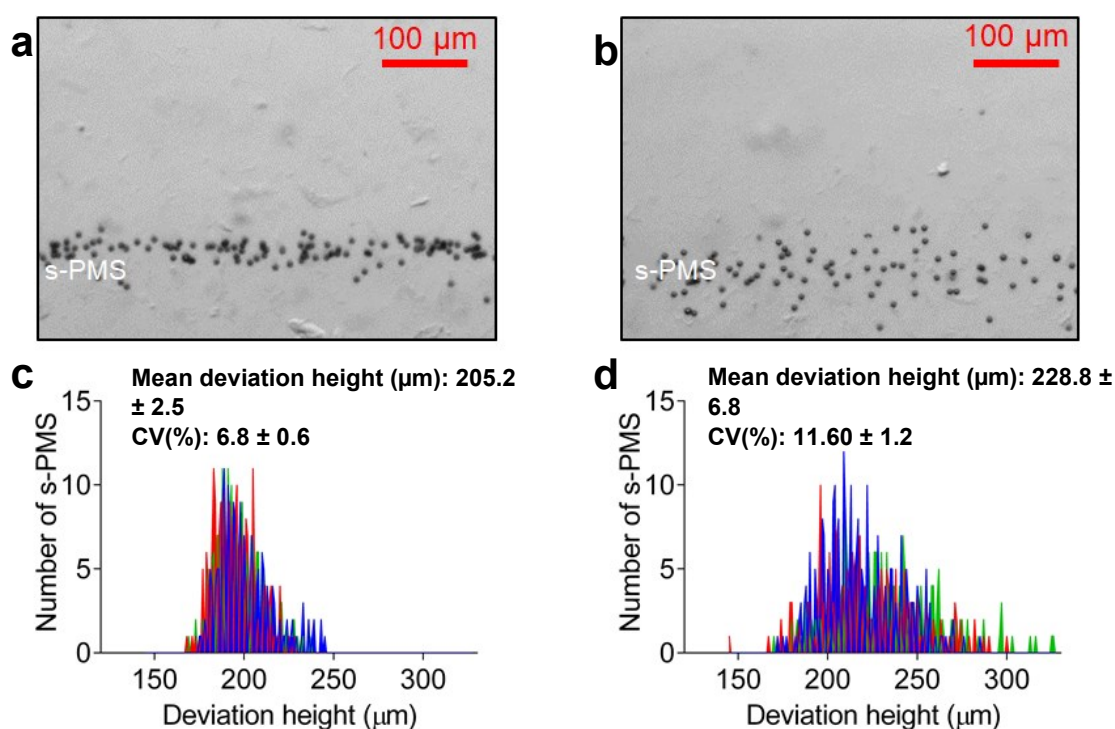 a
100 µm
s-PMS
b
100 µm
s-PMS
c
Mean deviation height (µm): 205.2
± 2.5
CV(%): 6.8 ± 0.6
Number of s-PMS
15
10
5
0
150
200
250
300
Deviation height (µm)
d
Mean deviation height (µm): 228.8 ±
6.8
CV(%): 11.60 ± 1.2
Number of s-PMS
15
10
5
0
150
200
250
300
Deviation height (µm)